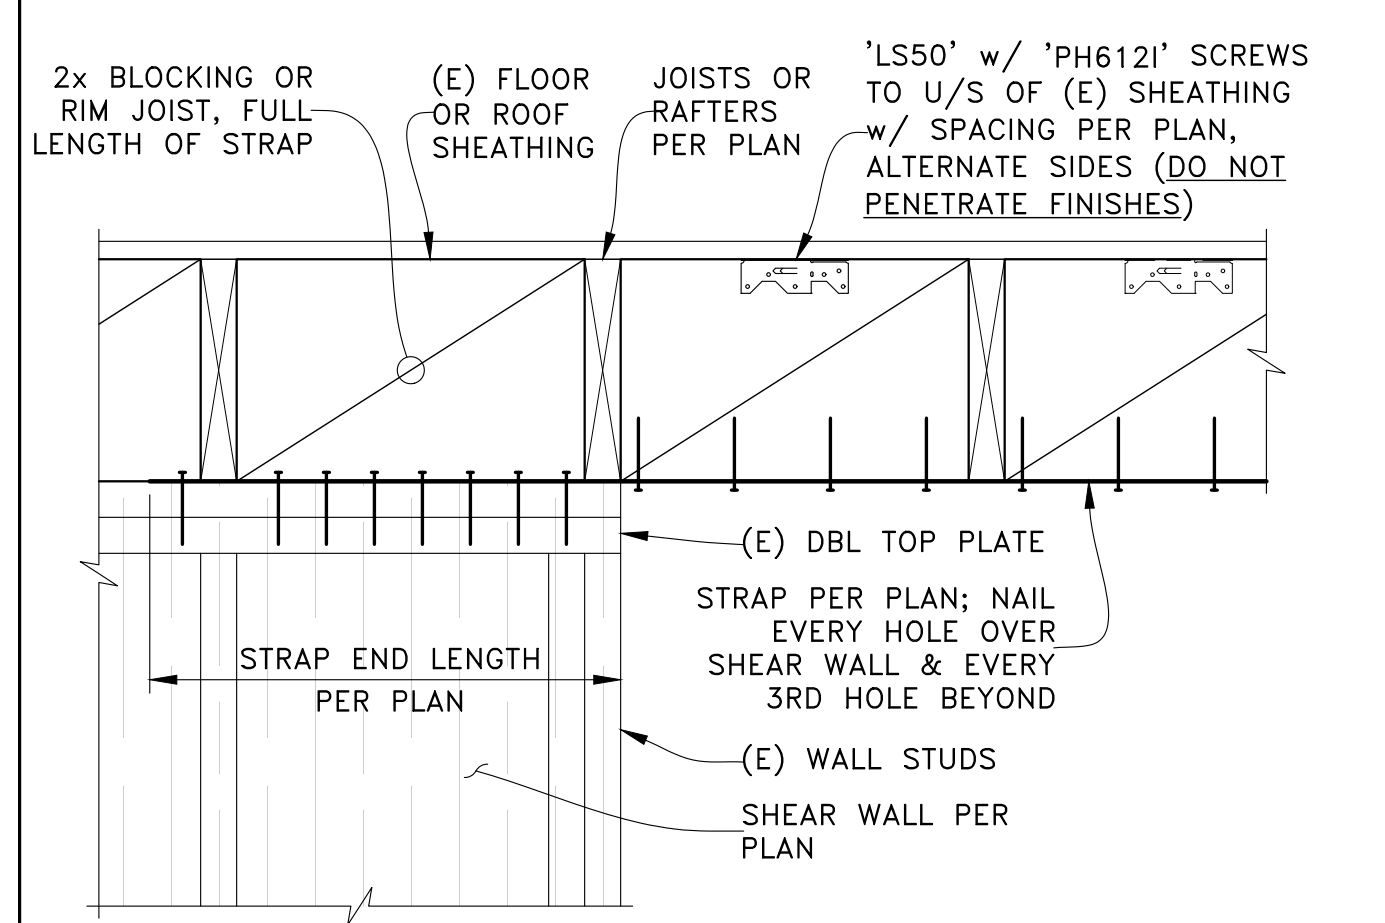 2x BLOCKING OR
RIM JOIST, FULL
LENGTH OF STRAP
(E) FLOOR
OR ROOF
SHEATHING
JOISTS OR
RAFTERS
PER PLAN
'LS50' w/ 'PH612I' SCREWS
TO U/S OF (E) SHEATHING
w/ SPACING PER PLAN,
ALTERNATE SIDES (DO NOT
PENETRATE FINISHES)
(E) DBL TOP PLATE
STRAP PER PLAN; NAIL
EVERY HOLE OVER
SHEAR WALL & EVERY
3RD HOLE BEYOND
STRAP END LENGTH
PER PLAN
(E) WALL STUDS
SHEAR WALL PER
PLAN